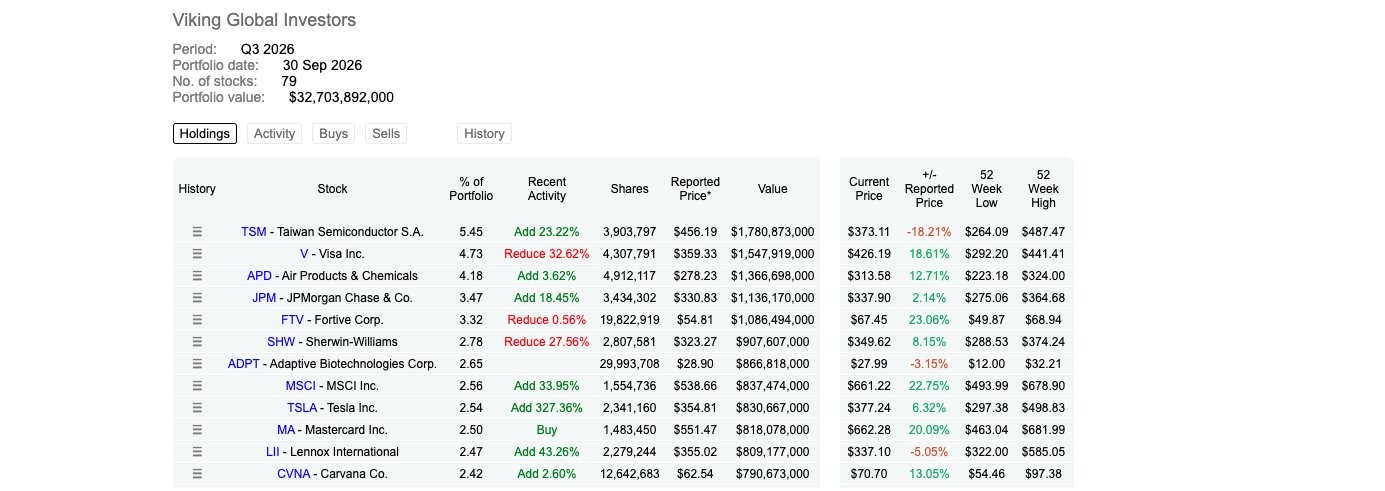 Viking Global Investors
Period: Q3 2026
Portfolio date: 30 Sep 2026
No. of stocks: 79
Portfolio value: $32,703,892,000
Holdings Activity Buys Sells History
History Stock % of Portfolio Recent Activity Shares Reported Price* Value Current Price +/- Reported Price 52 Week Low 52 Week High
TSM - Taiwan Semiconductor S.A. 5.45 Add 23.22% 3,903,797 $456.19 $1,780,873,000 $373.11 -18.21% $264.09 $487.47
V - Visa Inc. 4.73 Reduce 32.62% 4,307,791 $359.33 $1,547,919,000 $426.19 18.61% $292.20 $441.41
APD - Air Products & Chemicals 4.18 Add 3.62% 4,912,117 $278.23 $1,366,698,000 $313.58 12.71% $223.18 $324.00
JPM - JPMorgan Chase & Co. 3.47 Add 18.45% 3,434,302 $330.83 $1,136,170,000 $337.90 2.14% $275.06 $364.68
FTV - Fortive Corp. 3.32 Reduce 0.56% 19,822,919 $54.81 $1,086,494,000 $67.45 23.06% $49.87 $68.94
SHW - Sherwin-Williams 2.78 Reduce 27.56% 2,807,581 $323.27 $907,607,000 $349.62 8.15% $288.53 $374.24
ADPT - Adaptive Biotechnologies Corp. 2.65 29,993,708 $28.90 $866,818,000 $27.99 -3.15% $12.00 $32.21
MSCI - MSCI Inc. 2.56 Add 33.95% 1,554,736 $538.66 $837,474,000 $661.22 22.75% $493.99 $678.90
TSLA - Tesla Inc. 2.54 Add 327.36% 2,341,160 $354.81 $830,667,000 $377.24 6.32% $297.38 $498.83
MA - Mastercard Inc. 2.50 Buy 1,483,450 $551.47 $818,078,000 $662.28 20.09% $463.04 $681.99
LII - Lennox International 2.47 Add 43.26% 2,279,244 $355.02 $809,177,000 $337.10 -5.05% $322.00 $585.05
CVNA - Carvana Co. 2.42 Add 2.60% 12,642,683 $62.54 $790,673,000 $70.70 13.05% $54.46 $97.38